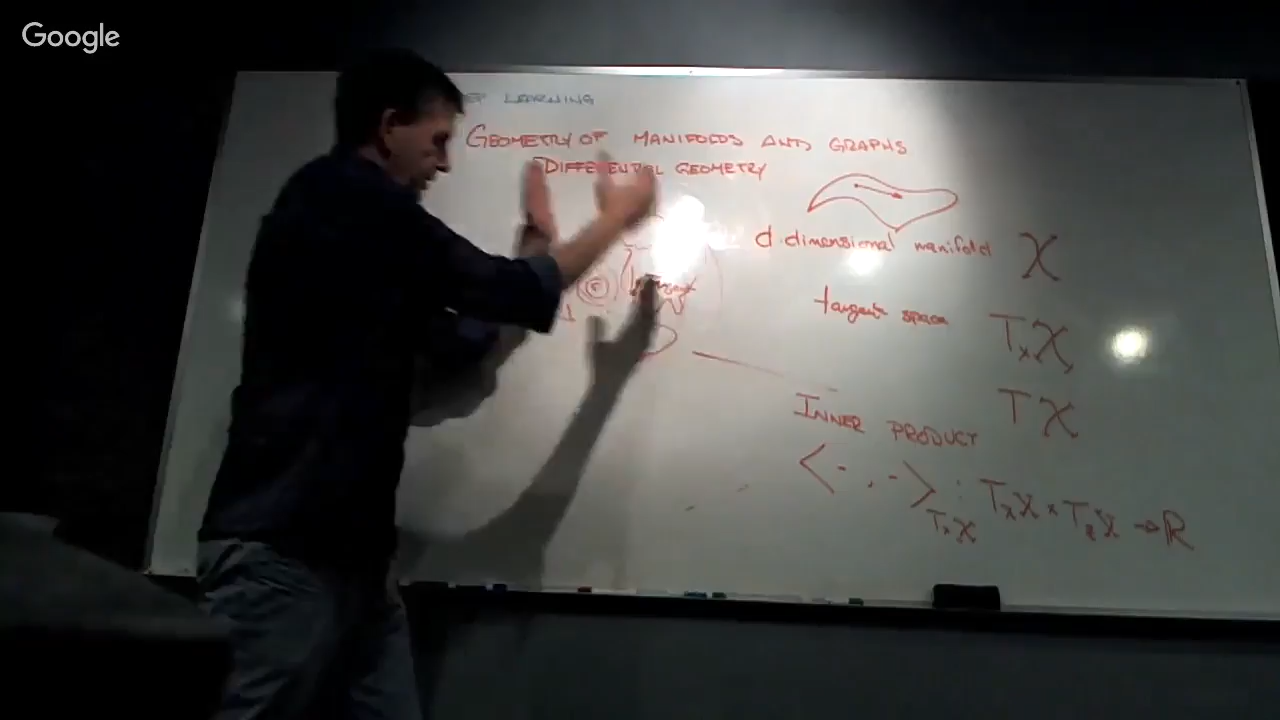 Google
LEARNING
GEOMETRY OF MANIFOLDS AND GRAPHS
DIFFERENTIAL GEOMETRY
d-dimensional manifold X
tangent space TₓX
TX
INNER PRODUCT
<·,·>TₓX : TₓX × TₓX → R